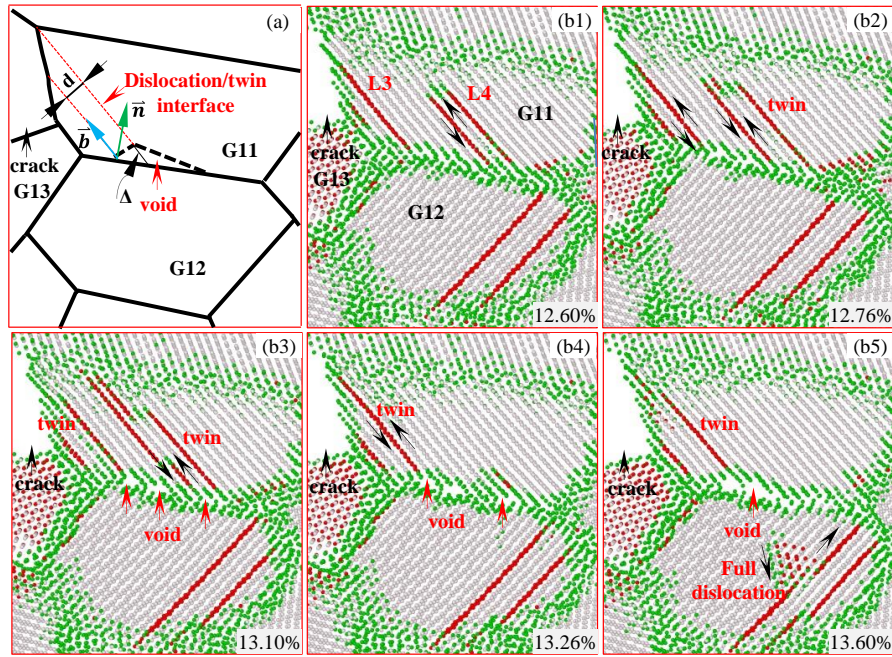 (a)
d
Dislocation/twin
interface
b
n
G11
crack
G13
Δ
void
G12
(b1)
L3
L4
G11
crack
G13
G12
12.60%
(b2)
twin
crack
12.76%
(b3)
twin
twin
crack
void
13.10%
(b4)
twin
crack
void
13.26%
(b5)
twin
crack
void
Full
dislocation
13.60%